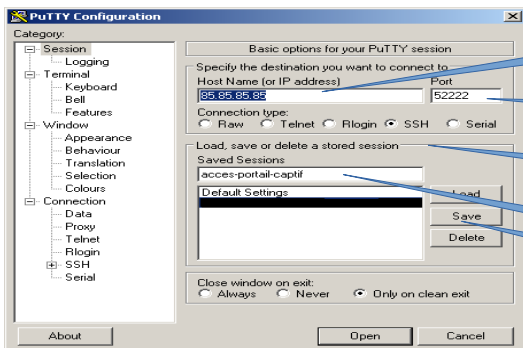 PuTTY Configuration
Category:
Session
Logging
Terminal
Keyboard
Bell
Features
Window
Appearance
Behaviour
Translation
Selection
Colours
Connection
Data
Proxy
Telnet
Rlogin
SSH
Serial
Basic options for your PuTTY session
Specify the destination you want to connect to
Host Name (or IP address) Port
85.85.85.85 52222
Connection type:
Raw Telnet Rlogin SSH Serial
Load, save or delete a stored session
Saved Sessions
acces-portail-captif
Default Settings
Load
Save
Delete
Close window on exit:
Always Never Only on clean exit
About Open Cancel